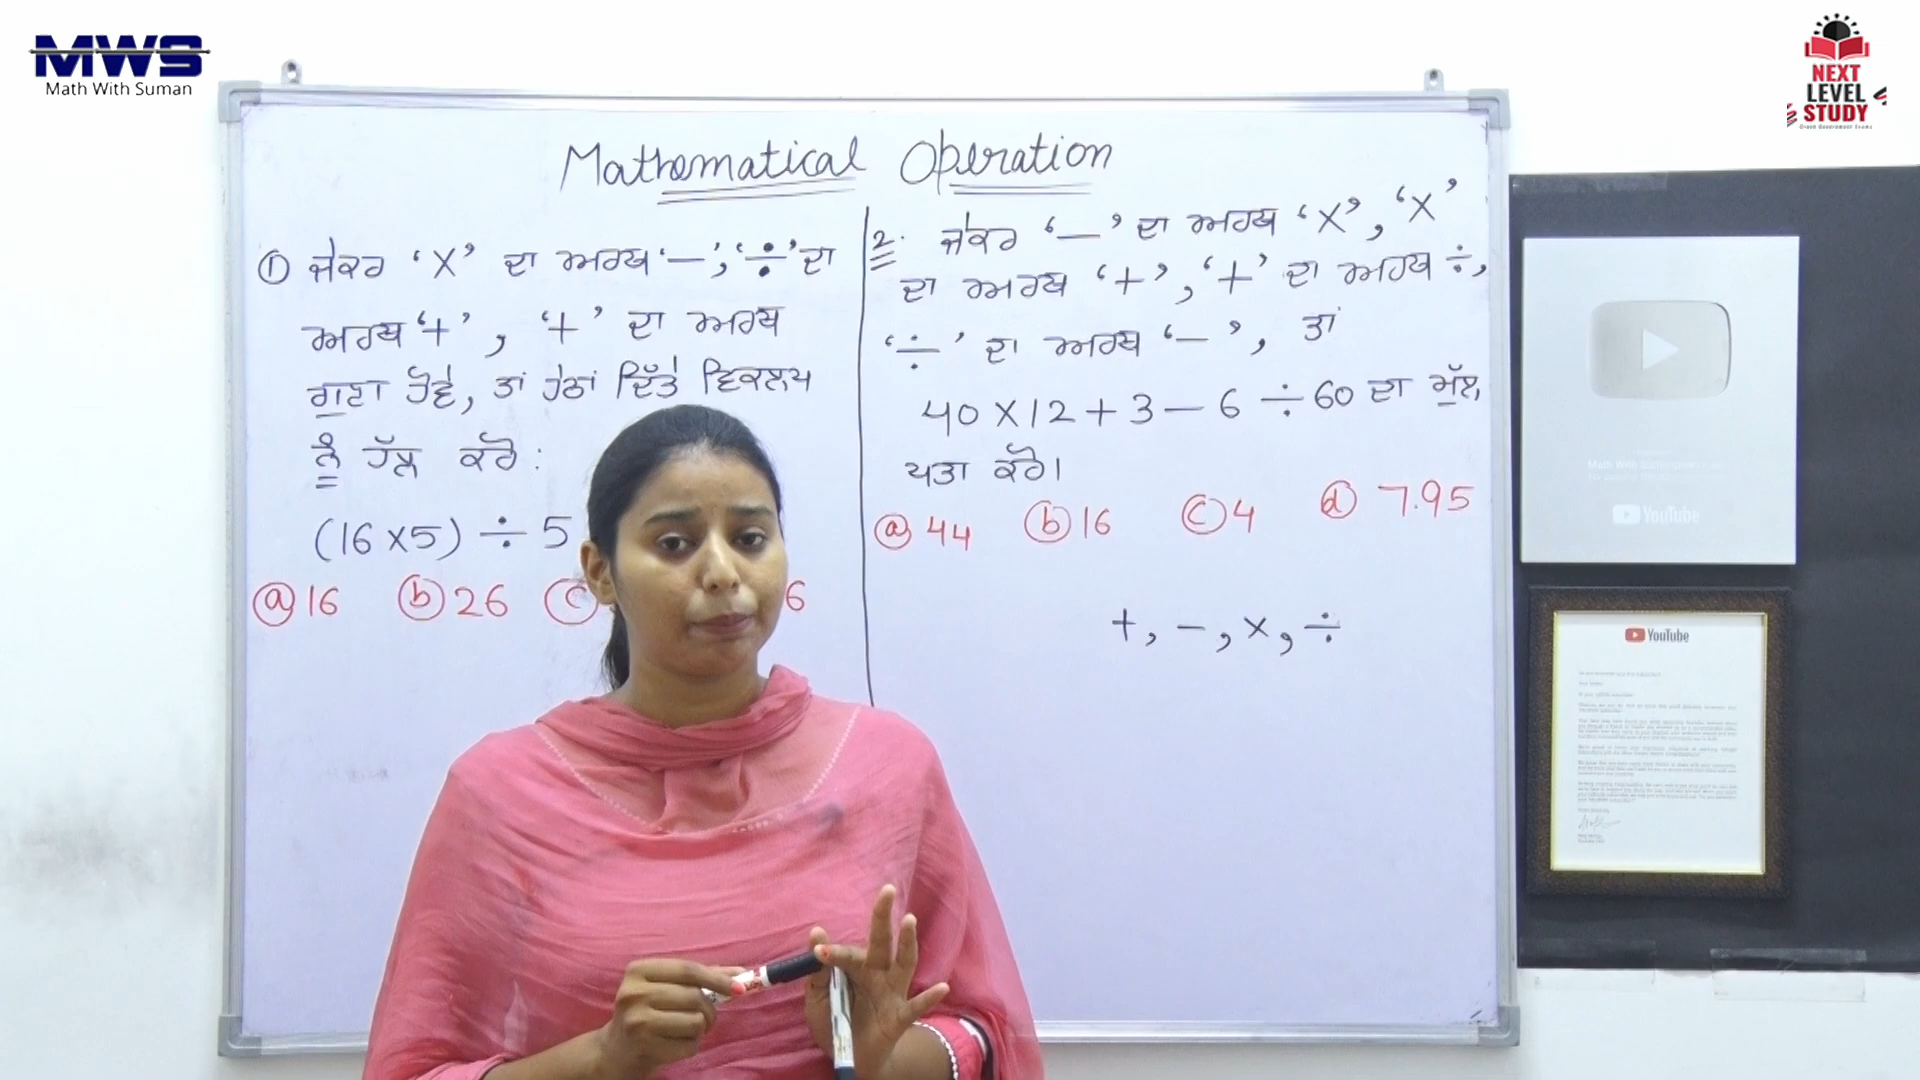 MWS
Math With Suman
NEXT
LEVEL
STUDY
Mathematical Operation
① ਜੇਕਰ ‘X’ ਦਾ ਅਰਥ ‘—’, ‘÷’ ਦਾ
ਅਰਥ ‘+’, ‘+’ ਦਾ ਅਰਥ
ਗੁਣਾ ਹੋਵੇ, ਤਾਂ ਹੇਠਾਂ ਦਿੱਤੇ ਵਿਕਲਪ
ਨੂੰ ਹੱਲ ਕਰੋ :
(16 X 5) ÷ 5
ⓐ 16 ⓑ 26 ⓒ 6
2. ਜੇਕਰ ‘—’ ਦਾ ਅਰਥ ‘X’, ‘X’
ਦਾ ਅਰਥ ‘+’, ‘+’ ਦਾ ਅਰਥ ÷,
‘÷’ ਦਾ ਅਰਥ ‘—’, ਤਾਂ
40 X 12 + 3 — 6 ÷ 60 ਦਾ ਮੁੱਲ
ਪਤਾ ਕਰੋ।
ⓐ 44 ⓑ 16 ⓒ 4 ⓓ 7.95
+, -, x, ÷
YouTube
YouTube